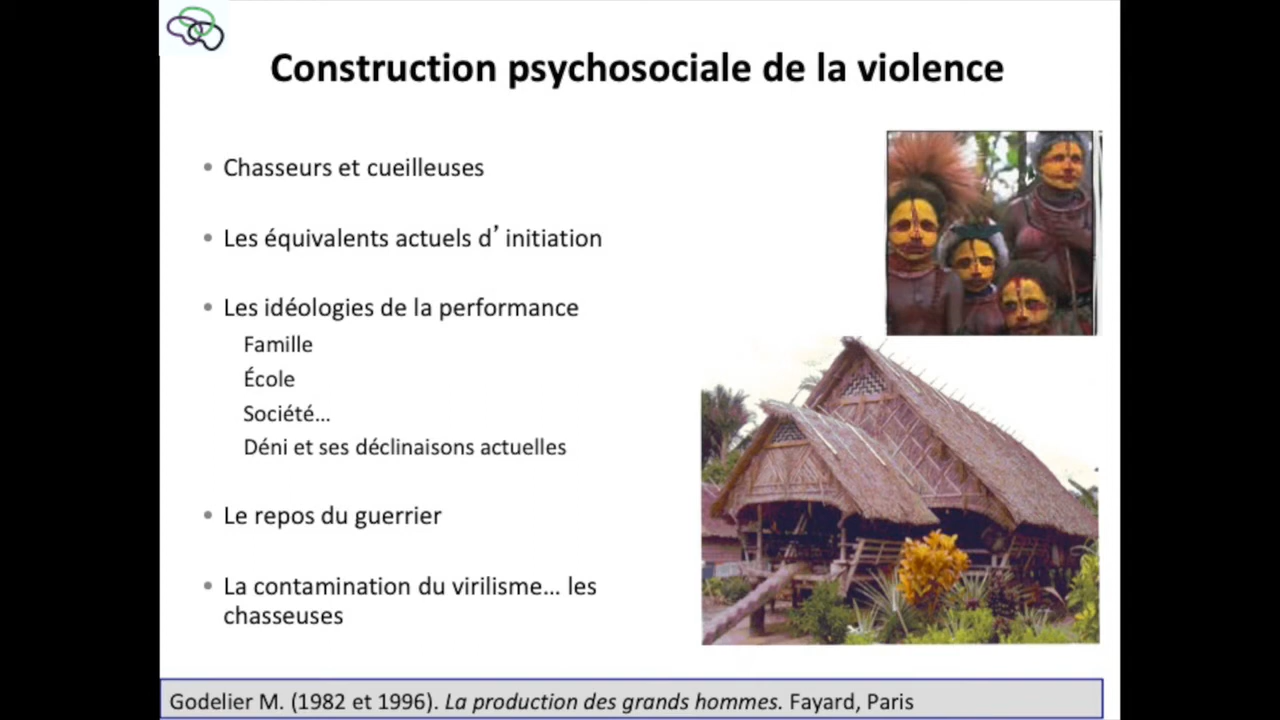 Construction psychosociale de la violence
• Chasseurs et cueilleuses
• Les équivalents actuels d’ initiation
• Les idéologies de la performance
Famille
École
Société…
Déni et ses déclinaisons actuelles
• Le repos du guerrier
• La contamination du virilisme… les
chasseuses
Godelier M. (1982 et 1996). La production des grands hommes. Fayard, Paris